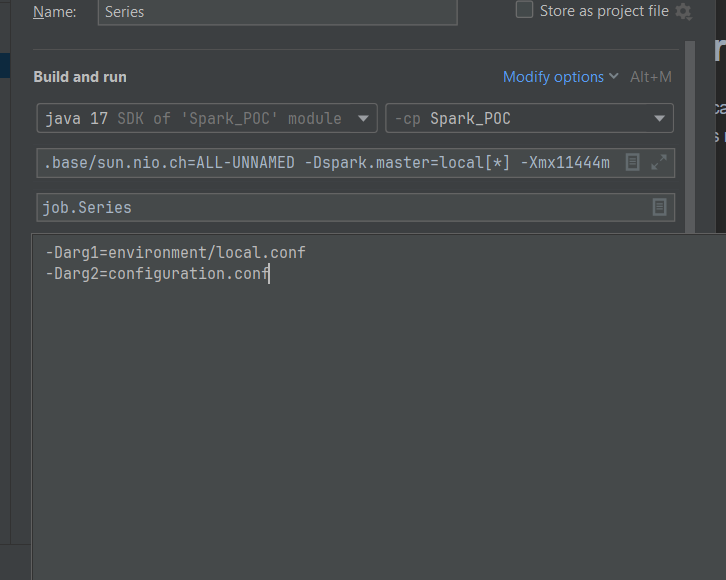 Name: Series Store as project file
Build and run Modify options Alt+M
java 17 SDK of 'Spark_POC' module -cp Spark_POC
.base/sun.nio.ch=ALL-UNNAMED -Dspark.master=local[*] -Xmx11444m
job.Series
-Darg1=environment/local.conf
-Darg2=configuration.conf